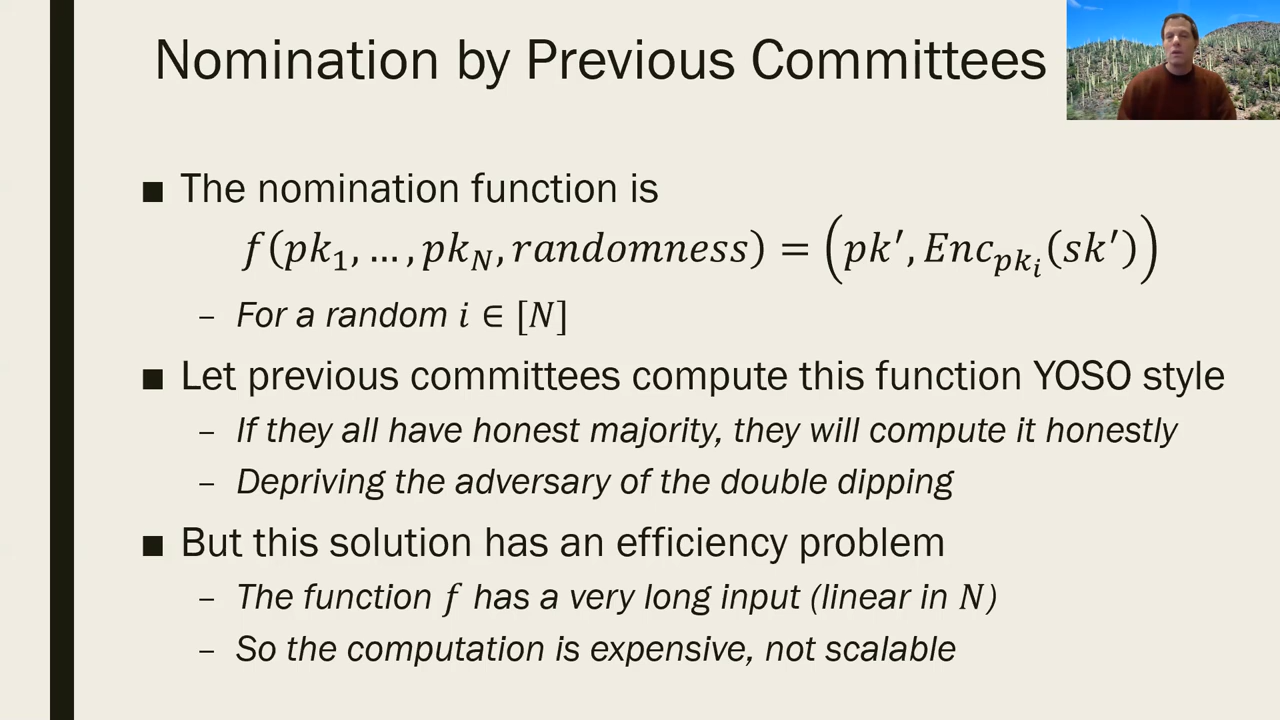 Nomination by Previous Committees
■ The nomination function is
f(pk₁, … , pk_N, randomness) = (pk′, Enc_{pk_i}(sk′))
– For a random i ∈ [N]
■ Let previous committees compute this function YOSO style
– If they all have honest majority, they will compute it honestly
– Depriving the adversary of the double dipping
■ But this solution has an efficiency problem
– The function f has a very long input (linear in N)
– So the computation is expensive, not scalable